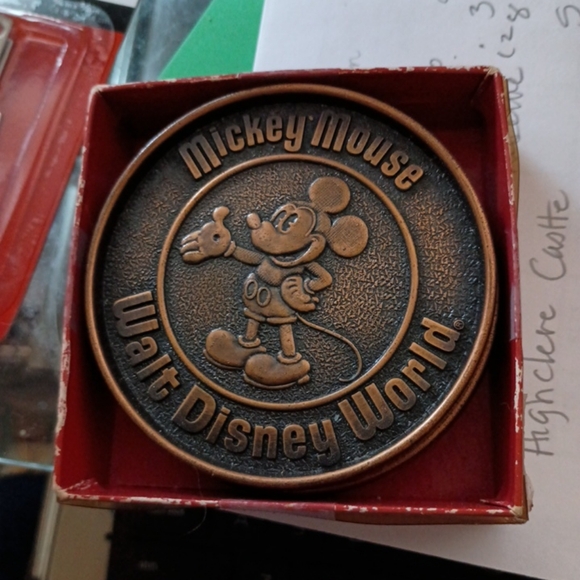 Mickey Mouse
Walt Disney World®
Highclere Castle